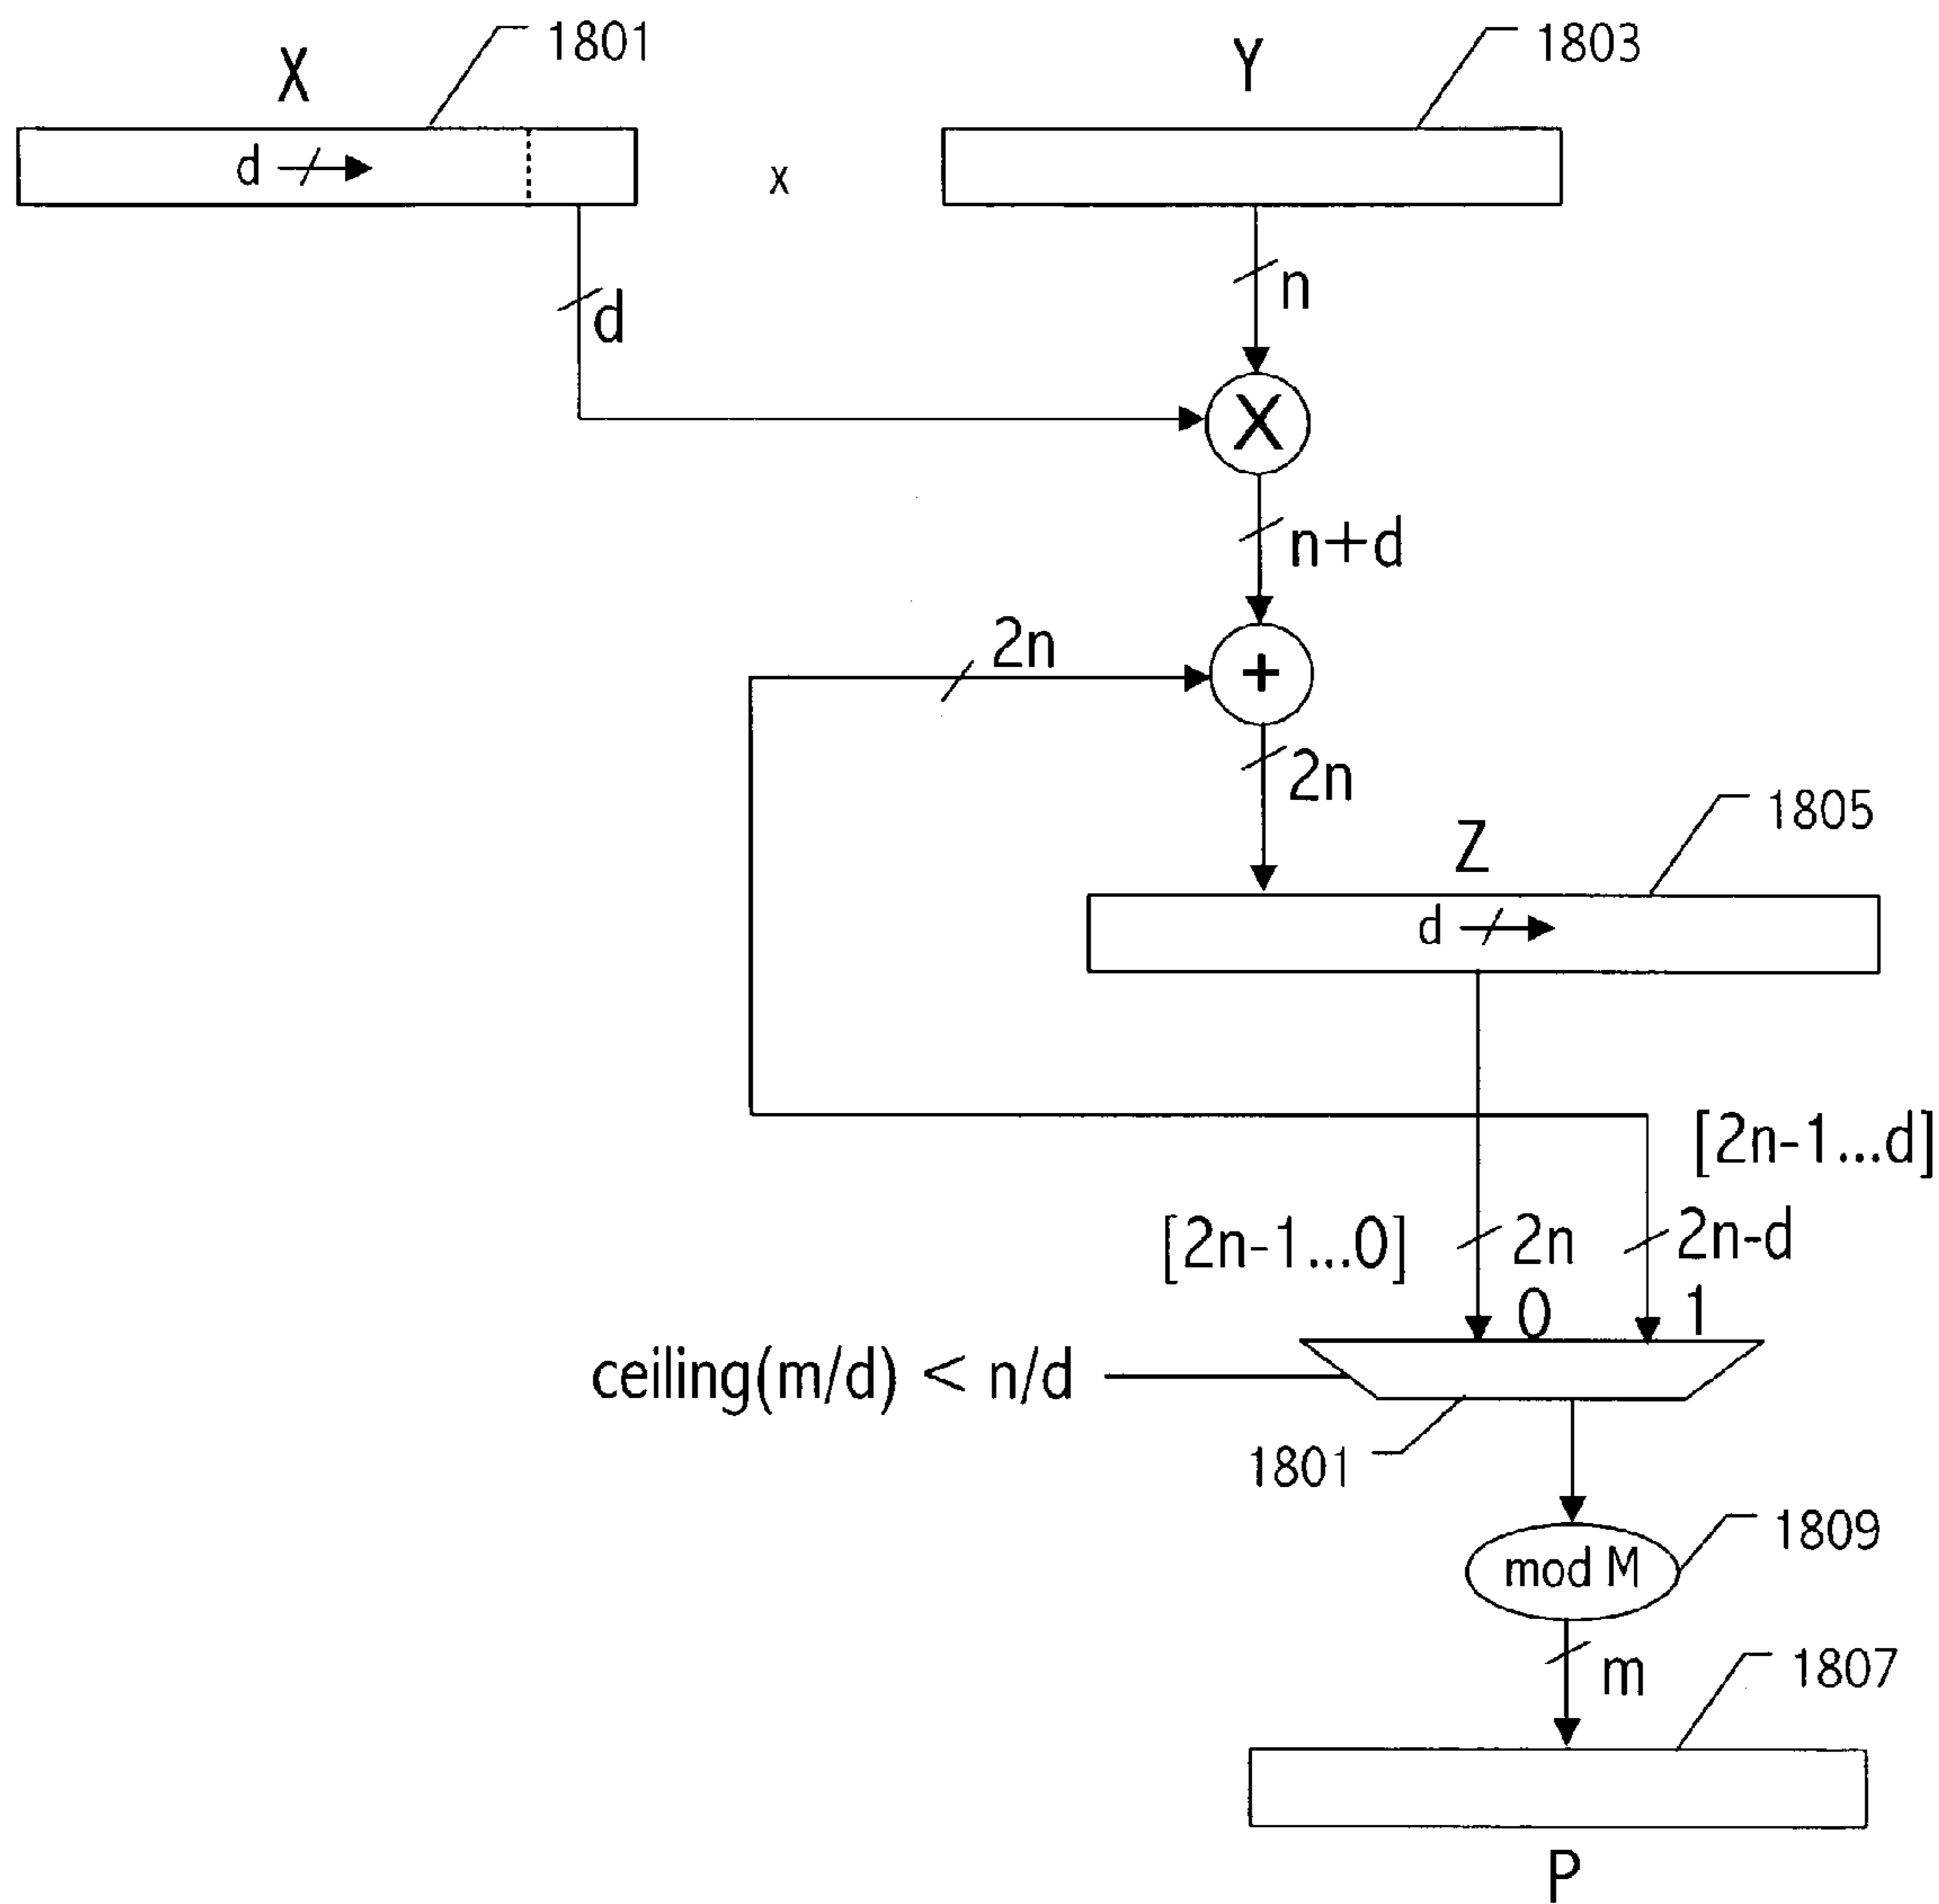 1801
1803
X
Y
d
x
n
d
X
n+d
2n
+
2n
1805
Z
d
[2n-1...d]
[2n-1...0]
2n
2n-d
0
1
ceiling(m/d) < n/d
1801
1809
mod M
m
1807
P